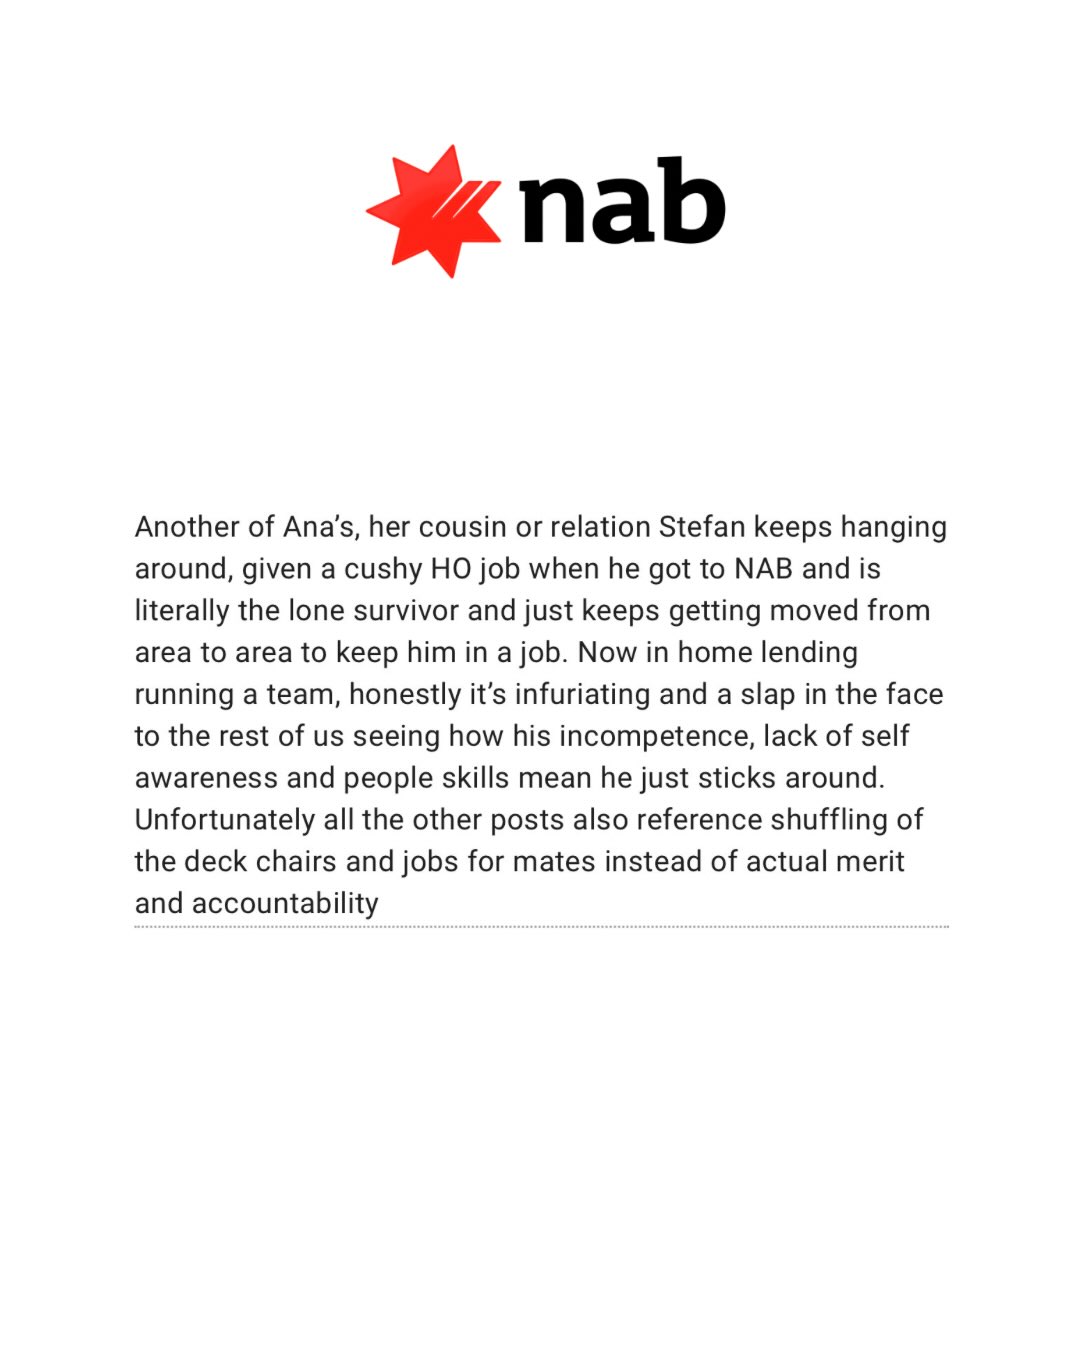 nab
Another of Ana’s, her cousin or relation Stefan keeps hanging
around, given a cushy HO job when he got to NAB and is
literally the lone survivor and just keeps getting moved from
area to area to keep him in a job. Now in home lending
running a team, honestly it’s infuriating and a slap in the face
to the rest of us seeing how his incompetence, lack of self
awareness and people skills mean he just sticks around.
Unfortunately all the other posts also reference shuffling of
the deck chairs and jobs for mates instead of actual merit
and accountability